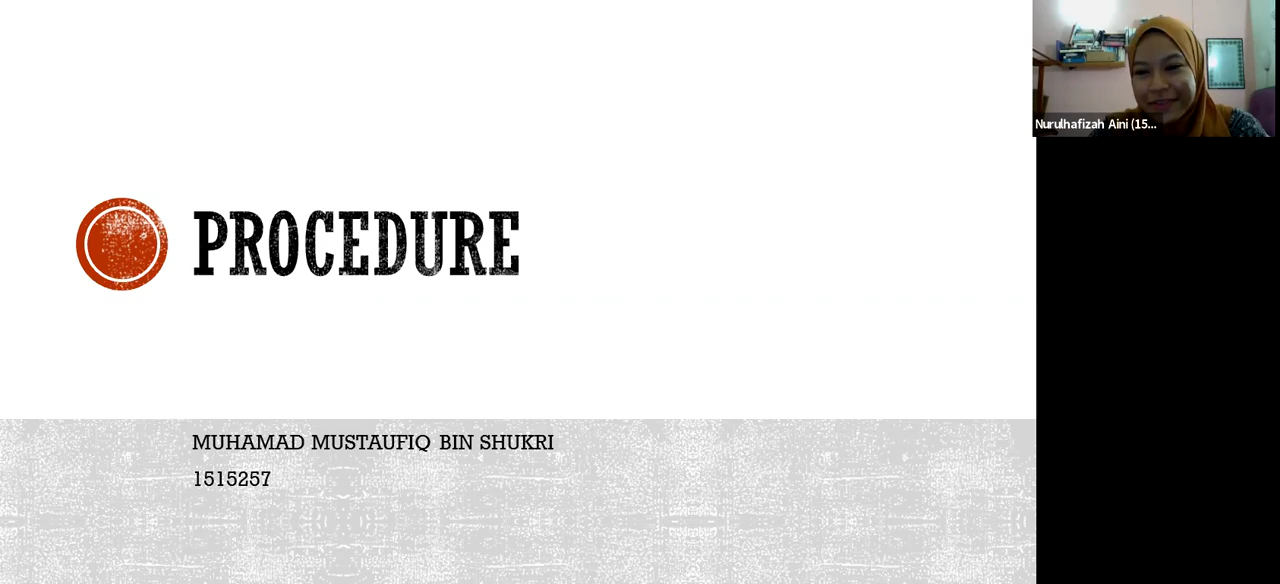 PROCEDURE
MUHAMAD MUSTAUFIQ BIN SHUKRI
1515257
Nurulhafizah Aini (15...